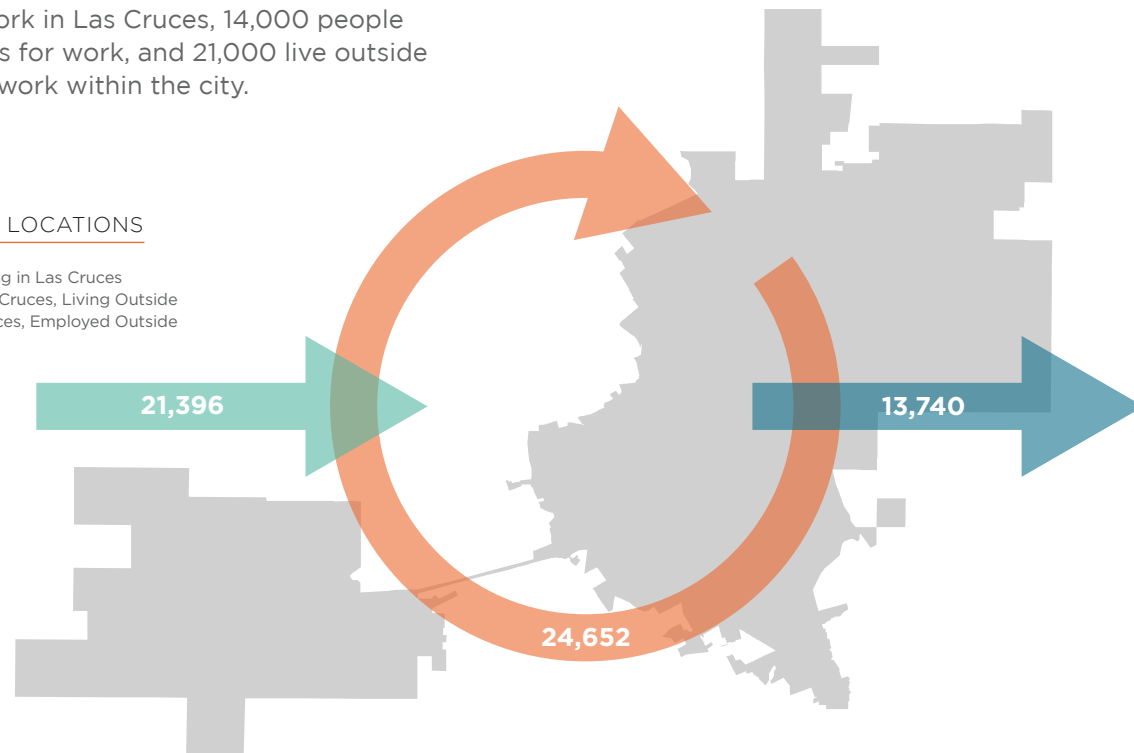 ork in Las Cruces, 14,000 people
s for work, and 21,000 live outside
work within the city.
LOCATIONS
g in Las Cruces
Cruces, Living Outside
ces, Employed Outside
21,396
13,740
24,652